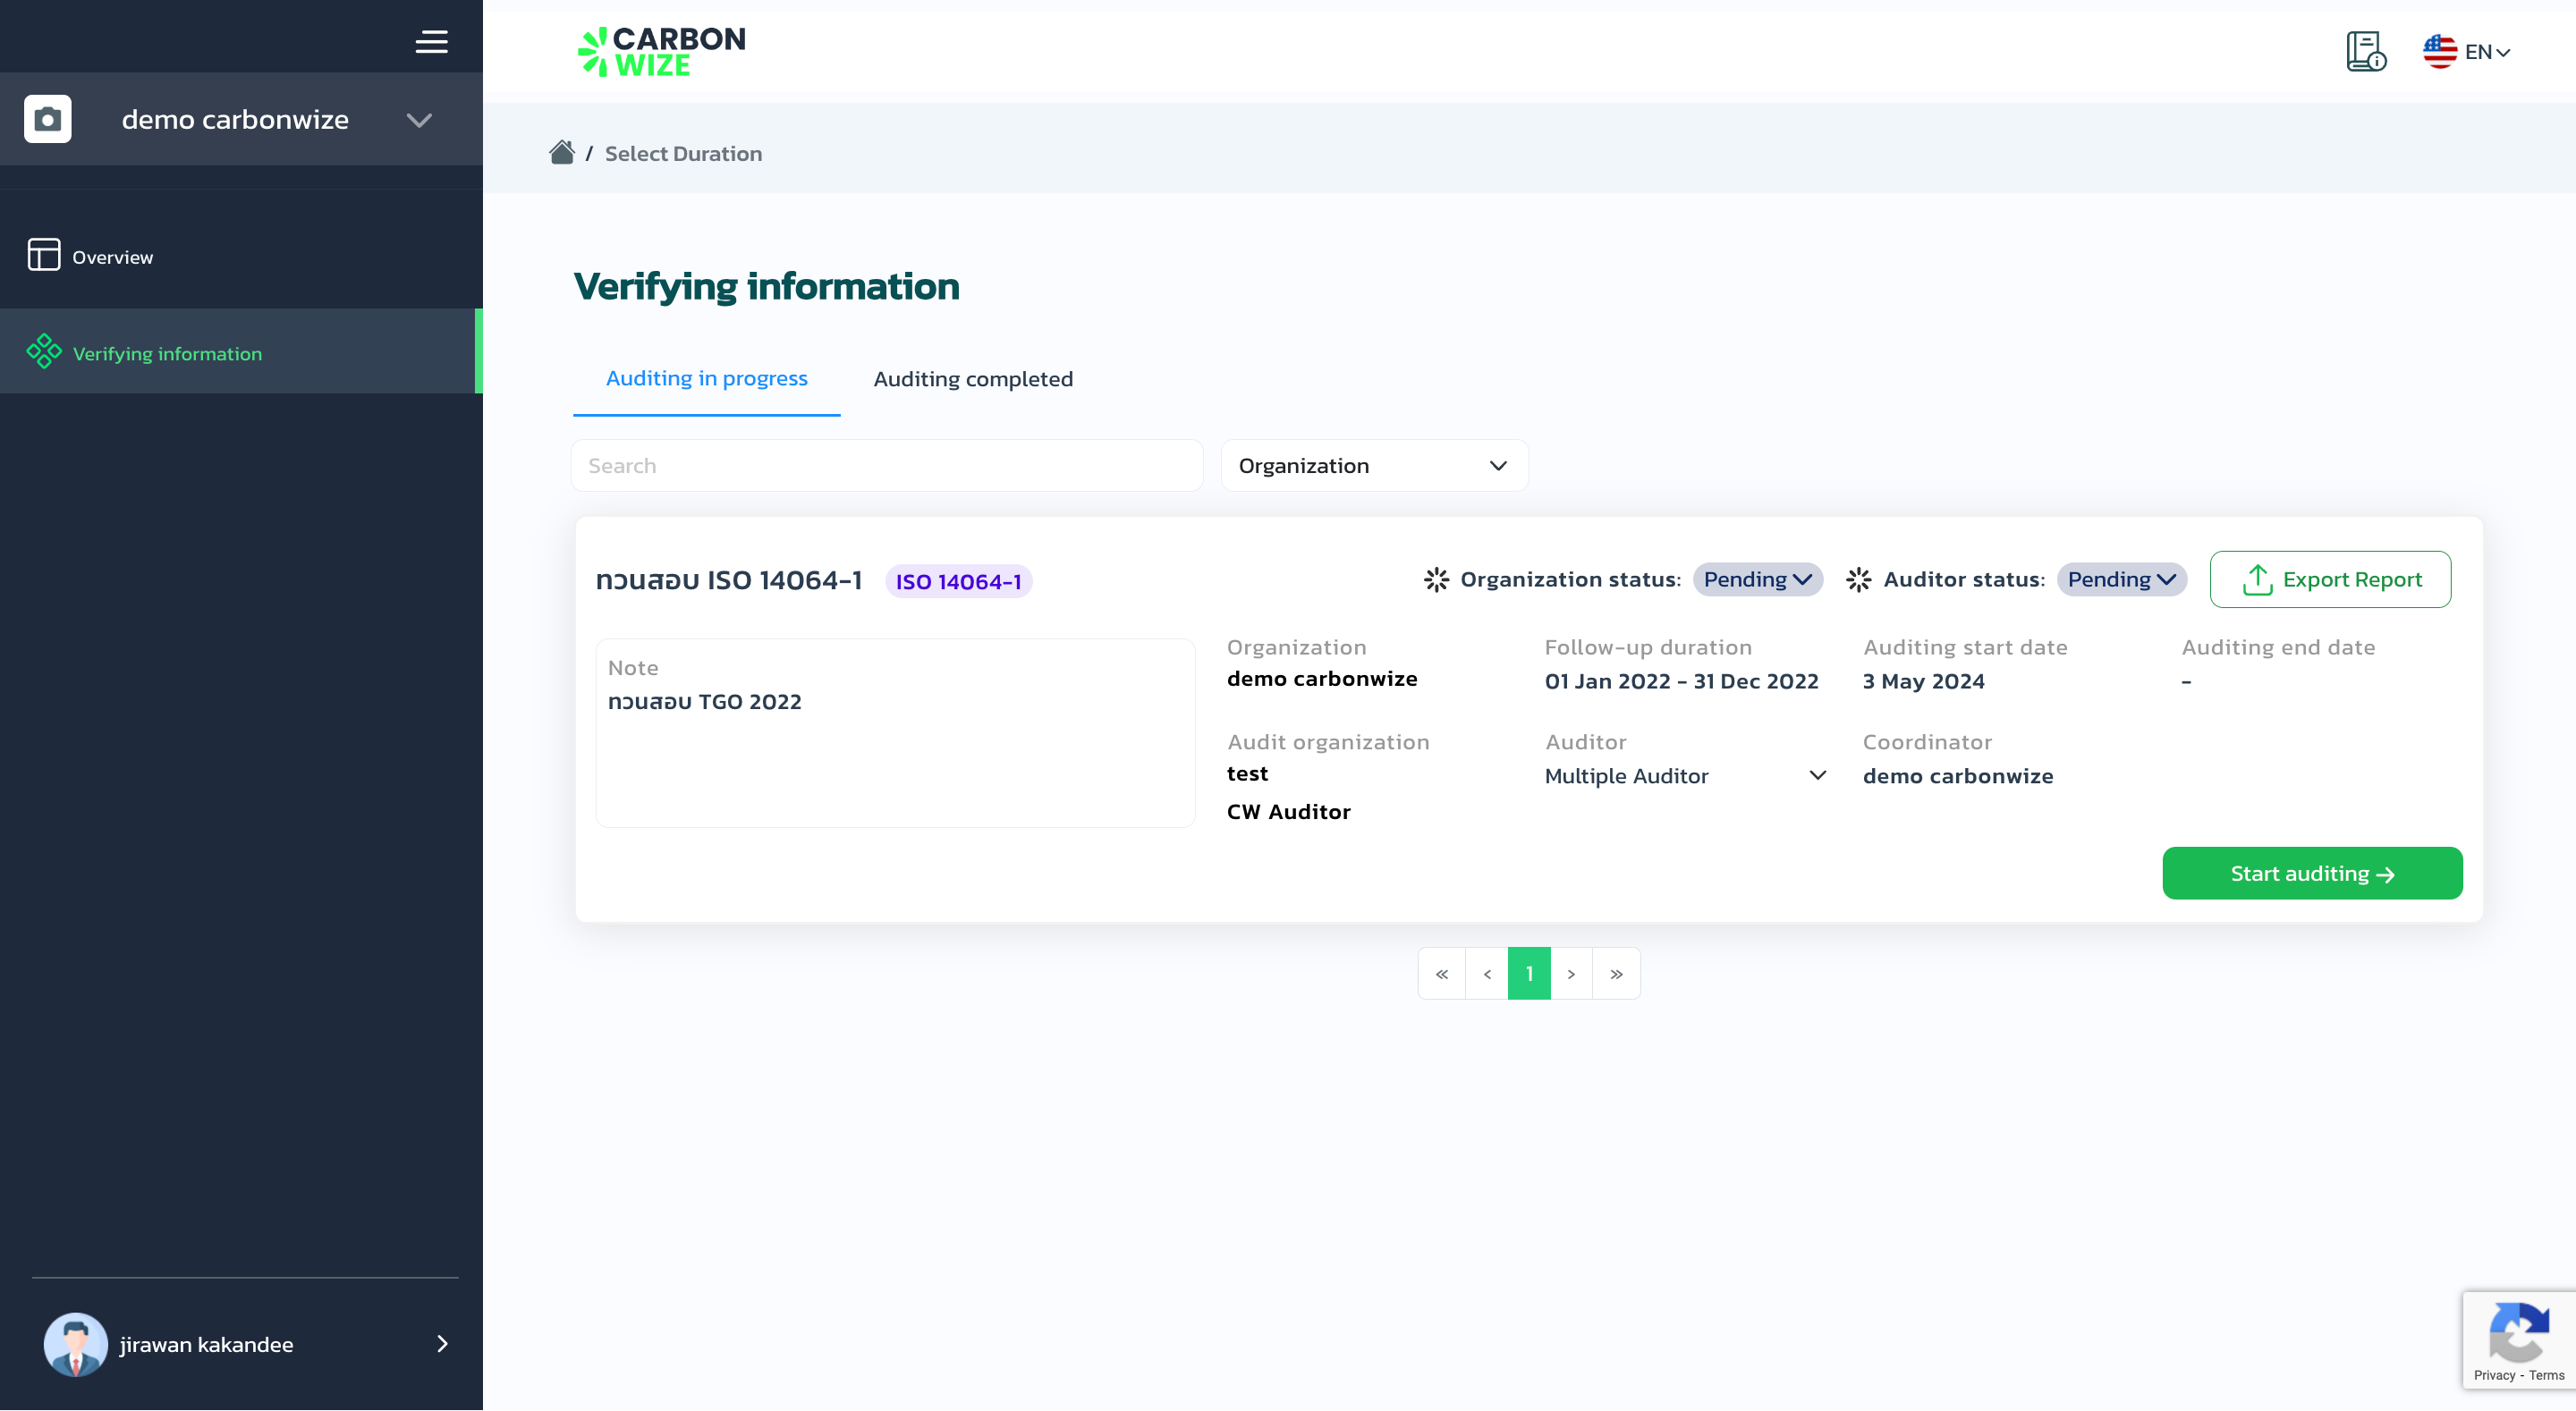 demo carbonwize
Overview
Verifying information
jirawan kakandee
CARBON
WIZE
EN
/ Select Duration
Verifying information
Auditing in progress
Auditing completed
Search
Organization
ทวนสอบ ISO 14064-1
ISO 14064-1
Organization status: Pending
Auditor status: Pending
Export Report
Note
ทวนสอบ TGO 2022
Organization
demo carbonwize
Follow-up duration
01 Jan 2022 - 31 Dec 2022
Auditing start date
3 May 2024
Auditing end date
-
Audit organization
test
CW Auditor
Auditor
Multiple Auditor
Coordinator
demo carbonwize
Start auditing →
« ‹ 1 › »
Privacy - Terms